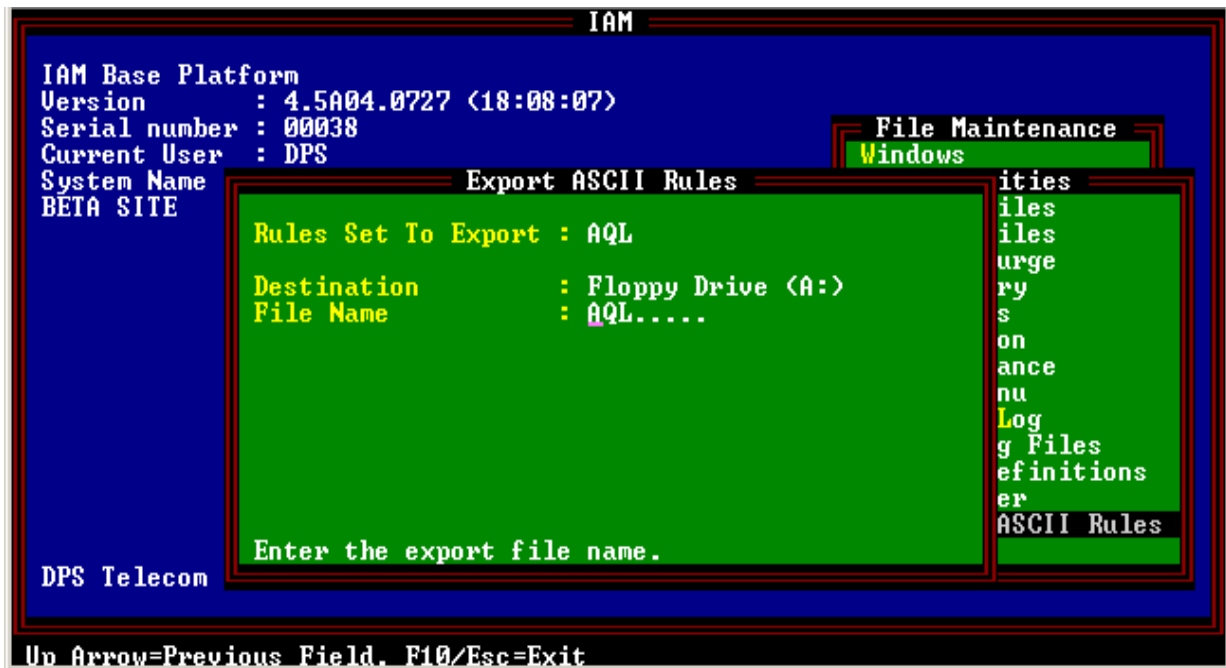 IAM
IAM Base Platform
Version : 4.5A04.0727 (18:08:07)
Serial number : 00038
Current User : DPS
System Name
BETA SITE
File Maintenance
Windows
ities
iles
iles
urge
ry
s
on
ance
nu
Log
g Files
efinitions
er
ASCII Rules
Export ASCII Rules
Rules Set To Export : AQL
Destination : Floppy Drive (A:)
File Name : AQL.....
Enter the export file name.
DPS Telecom
Up Arrow=Previous Field, F10/Esc=Exit